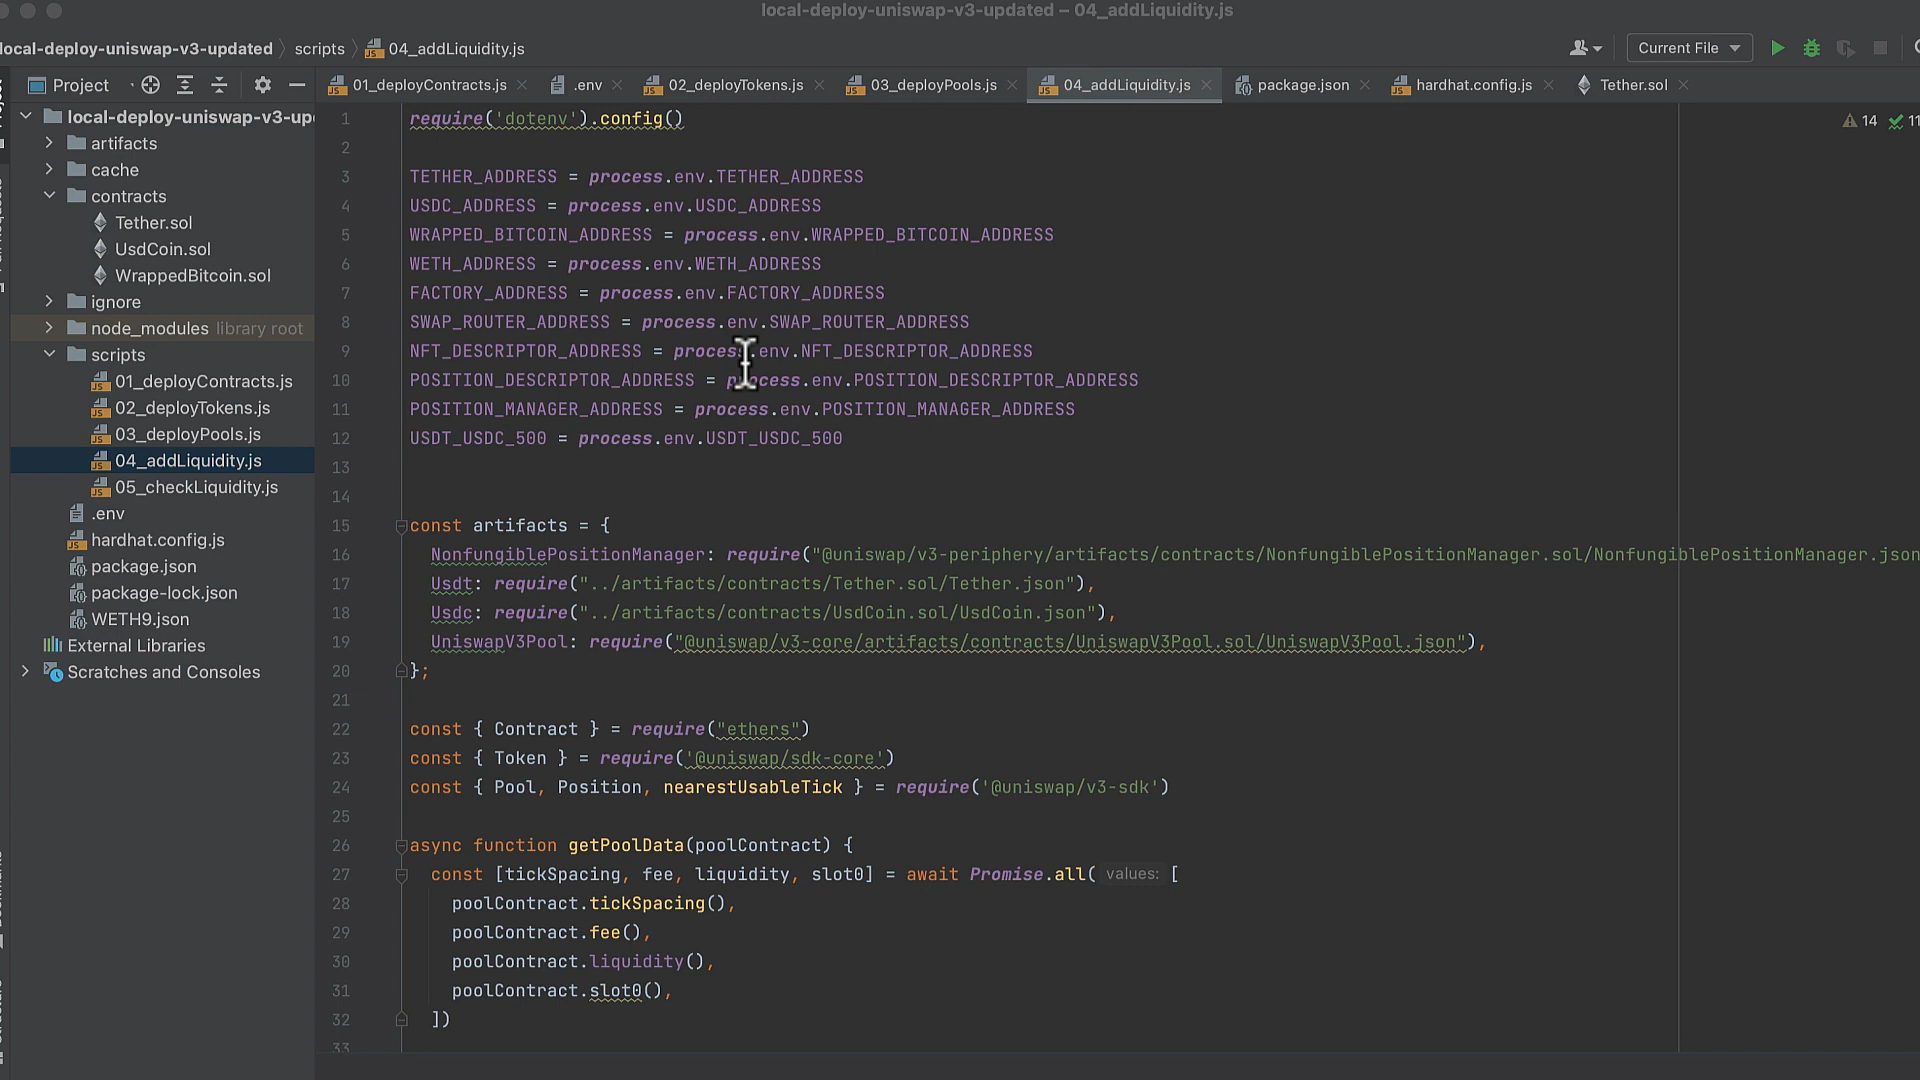 local-deploy-uniswap-v3-updated – 04_addLiquidity.js
local-deploy-uniswap-v3-updated scripts 04_addLiquidity.js
Current File
Project
01_deployContracts.js .env 02_deployTokens.js 03_deployPools.js 04_addLiquidity.js package.json hardhat.config.js Tether.sol
local-deploy-uniswap-v3-up
artifacts
cache
contracts
Tether.sol
UsdCoin.sol
WrappedBitcoin.sol
ignore
node_modules library root
scripts
01_deployContracts.js
02_deployTokens.js
03_deployPools.js
04_addLiquidity.js
05_checkLiquidity.js
.env
hardhat.config.js
package.json
package-lock.json
WETH9.json
External Libraries
Scratches and Consoles
14 11
1 require('dotenv').config()
2
3 TETHER_ADDRESS = process.env.TETHER_ADDRESS
4 USDC_ADDRESS = process.env.USDC_ADDRESS
5 WRAPPED_BITCOIN_ADDRESS = process.env.WRAPPED_BITCOIN_ADDRESS
6 WETH_ADDRESS = process.env.WETH_ADDRESS
7 FACTORY_ADDRESS = process.env.FACTORY_ADDRESS
8 SWAP_ROUTER_ADDRESS = process.env.SWAP_ROUTER_ADDRESS
9 NFT_DESCRIPTOR_ADDRESS = process.env.NFT_DESCRIPTOR_ADDRESS
10 POSITION_DESCRIPTOR_ADDRESS = process.env.POSITION_DESCRIPTOR_ADDRESS
11 POSITION_MANAGER_ADDRESS = process.env.POSITION_MANAGER_ADDRESS
12 USDT_USDC_500 = process.env.USDT_USDC_500
13
14
15 const artifacts = {
16 NonfungiblePositionManager: require("@uniswap/v3-periphery/artifacts/contracts/NonfungiblePositionManager.sol/NonfungiblePositionManager.json
17 Usdt: require("../artifacts/contracts/Tether.sol/Tether.json"),
18 Usdc: require("../artifacts/contracts/UsdCoin.sol/UsdCoin.json"),
19 UniswapV3Pool: require("@uniswap/v3-core/artifacts/contracts/UniswapV3Pool.sol/UniswapV3Pool.json"),
20 };
21
22 const { Contract } = require("ethers")
23 const { Token } = require('@uniswap/sdk-core')
24 const { Pool, Position, nearestUsableTick } = require('@uniswap/v3-sdk')
25
26 async function getPoolData(poolContract) {
27 const [tickSpacing, fee, liquidity, slot0] = await Promise.all( values: [
28 poolContract.tickSpacing(),
29 poolContract.fee(),
30 poolContract.liquidity(),
31 poolContract.slot0(),
32 ])
33